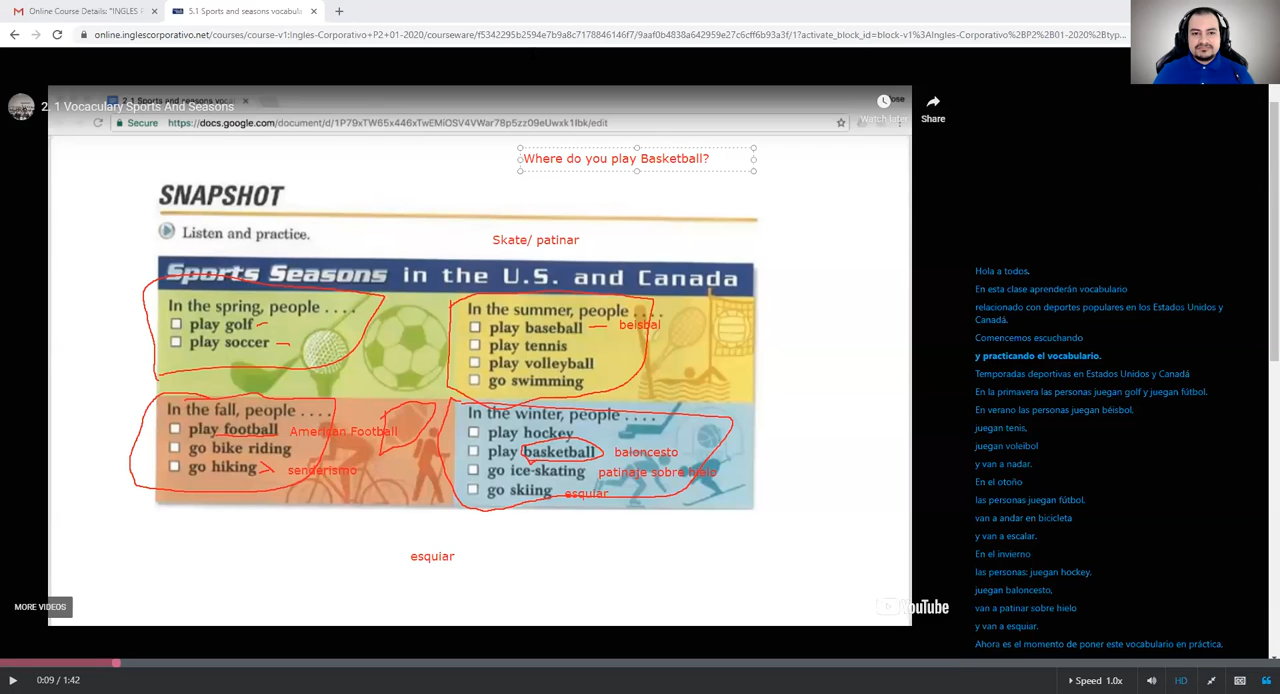 Online Course Details: "INGLES P
5.1 Sports and seasons vocabula
online.inglescorporativo.net/courses/course-v1:Ingles-Corporativo+P2+01-2020/courseware/f5342295b2594e7b9a8c7178846146f7/9aaf0b4838a642959e27c6cff6b93a3f/1?activate_block_id=block-v1%3AIngles-Corporativo%2BP2%2B01-2020%2Btyp...
2. 1 Vocaculary Sports And Seasons
Watch later
Share
Secure https://docs.google.com/document/d/1P79xTW65x446xTwEMiOSV4VWar78p5zz09eUwxk1Ibk/edit
Where do you play Basketball?
SNAPSHOT
Listen and practice.
Skate/ patinar
Sports Seasons in the U.S. and Canada
In the spring, people . . . .
play golf
play soccer
In the summer, people . . . .
play baseball beisbal
play tennis
play volleyball
go swimming
In the fall, people . . . .
play football American Football
go bike riding
go hiking senderismo
In the winter, people . . . .
play hockey
play basketball baloncesto
go ice-skating patinaje sobre hielo
go skiing esquiar
esquiar
MORE VIDEOS
YouTube
Hola a todos.
En esta clase aprenderán vocabulario
relacionado con deportes populares en los Estados Unidos y
Canadá.
Comencemos escuchando
y practicando el vocabulario.
Temporadas deportivas en Estados Unidos y Canadá
En la primavera las personas juegan golf y juegan fútbol.
En verano las personas juegan béisbol.
juegan tenis,
juegan voleibol
y van a nadar.
En el otoño
las personas juegan fútbol.
van a andar en bicicleta
y van a escalar.
En el invierno
las personas: juegan hockey.
juegan baloncesto,
van a patinar sobre hielo
y van a esquiar.
Ahora es el momento de poner este vocabulario en práctica.
0:09 / 1:42
Speed 1.0x
HD